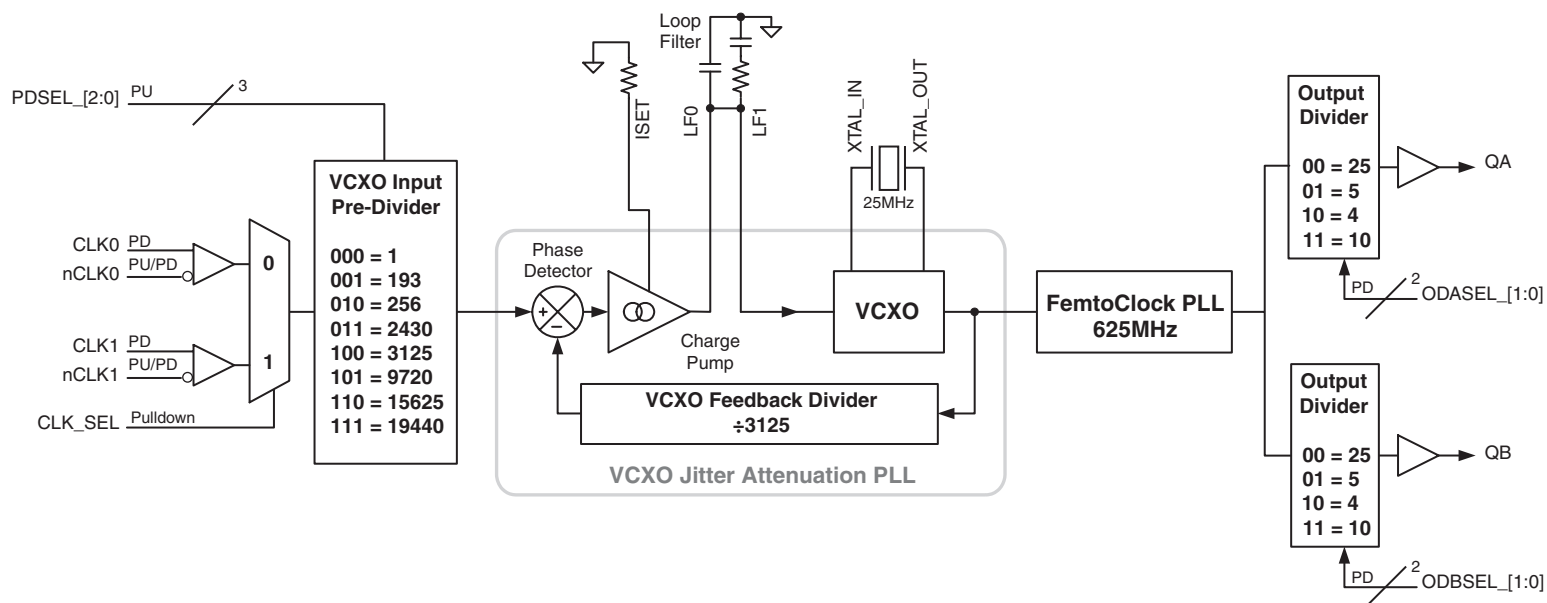 PDSEL_[2:0] PU 3
VCXO Input
Pre-Divider
000 = 1
001 = 193
010 = 256
011 = 2430
100 = 3125
101 = 9720
110 = 15625
111 = 19440
CLK0 PD
nCLK0 PU/PD
0
CLK1 PD
nCLK1 PU/PD
1
CLK_SEL Pulldown
ISET
Loop
Filter
LF0
LF1
XTAL_IN
XTAL_OUT
25MHz
Phase
Detector
+
−
Charge
Pump
VCXO
VCXO Feedback Divider
÷3125
VCXO Jitter Attenuation PLL
FemtoClock PLL
625MHz
Output
Divider
00 = 25
01 = 5
10 = 4
11 = 10
QA
PD 2 ODASEL_[1:0]
Output
Divider
00 = 25
01 = 5
10 = 4
11 = 10
QB
PD 2 ODBSEL_[1:0]